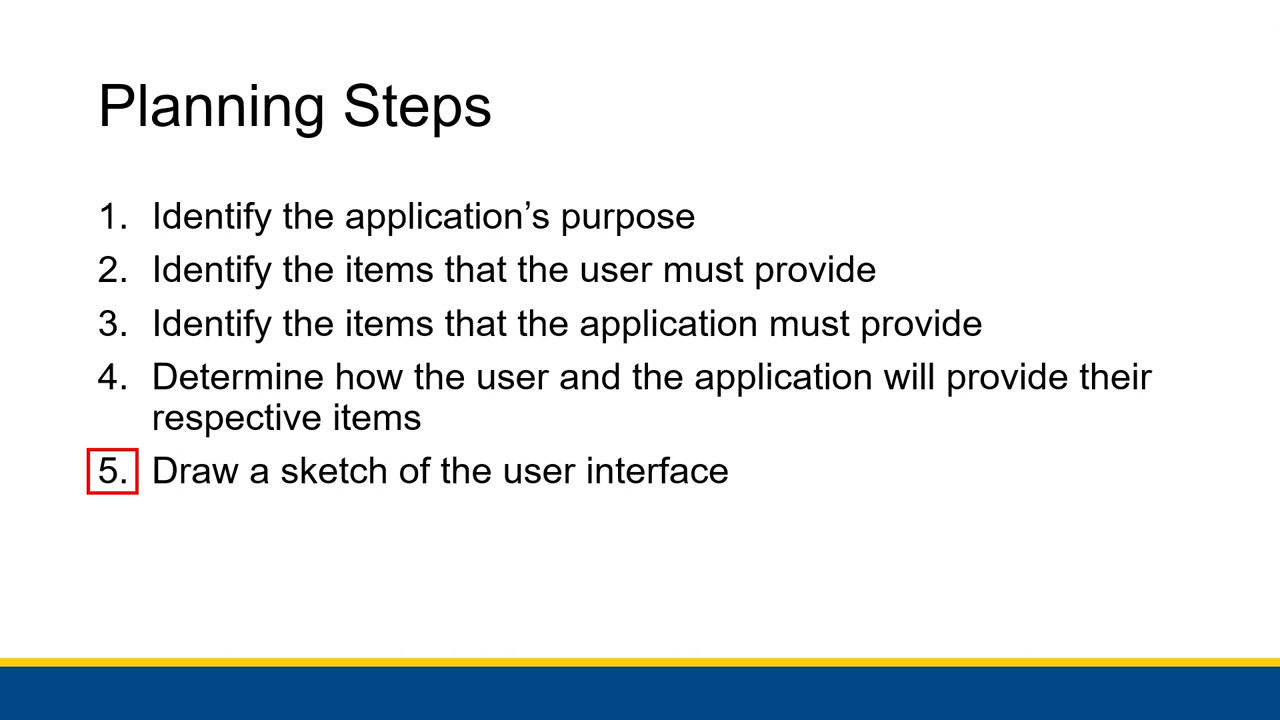 Planning Steps
1. Identify the application’s purpose
2. Identify the items that the user must provide
3. Identify the items that the application must provide
4. Determine how the user and the application will provide their
respective items
5. Draw a sketch of the user interface